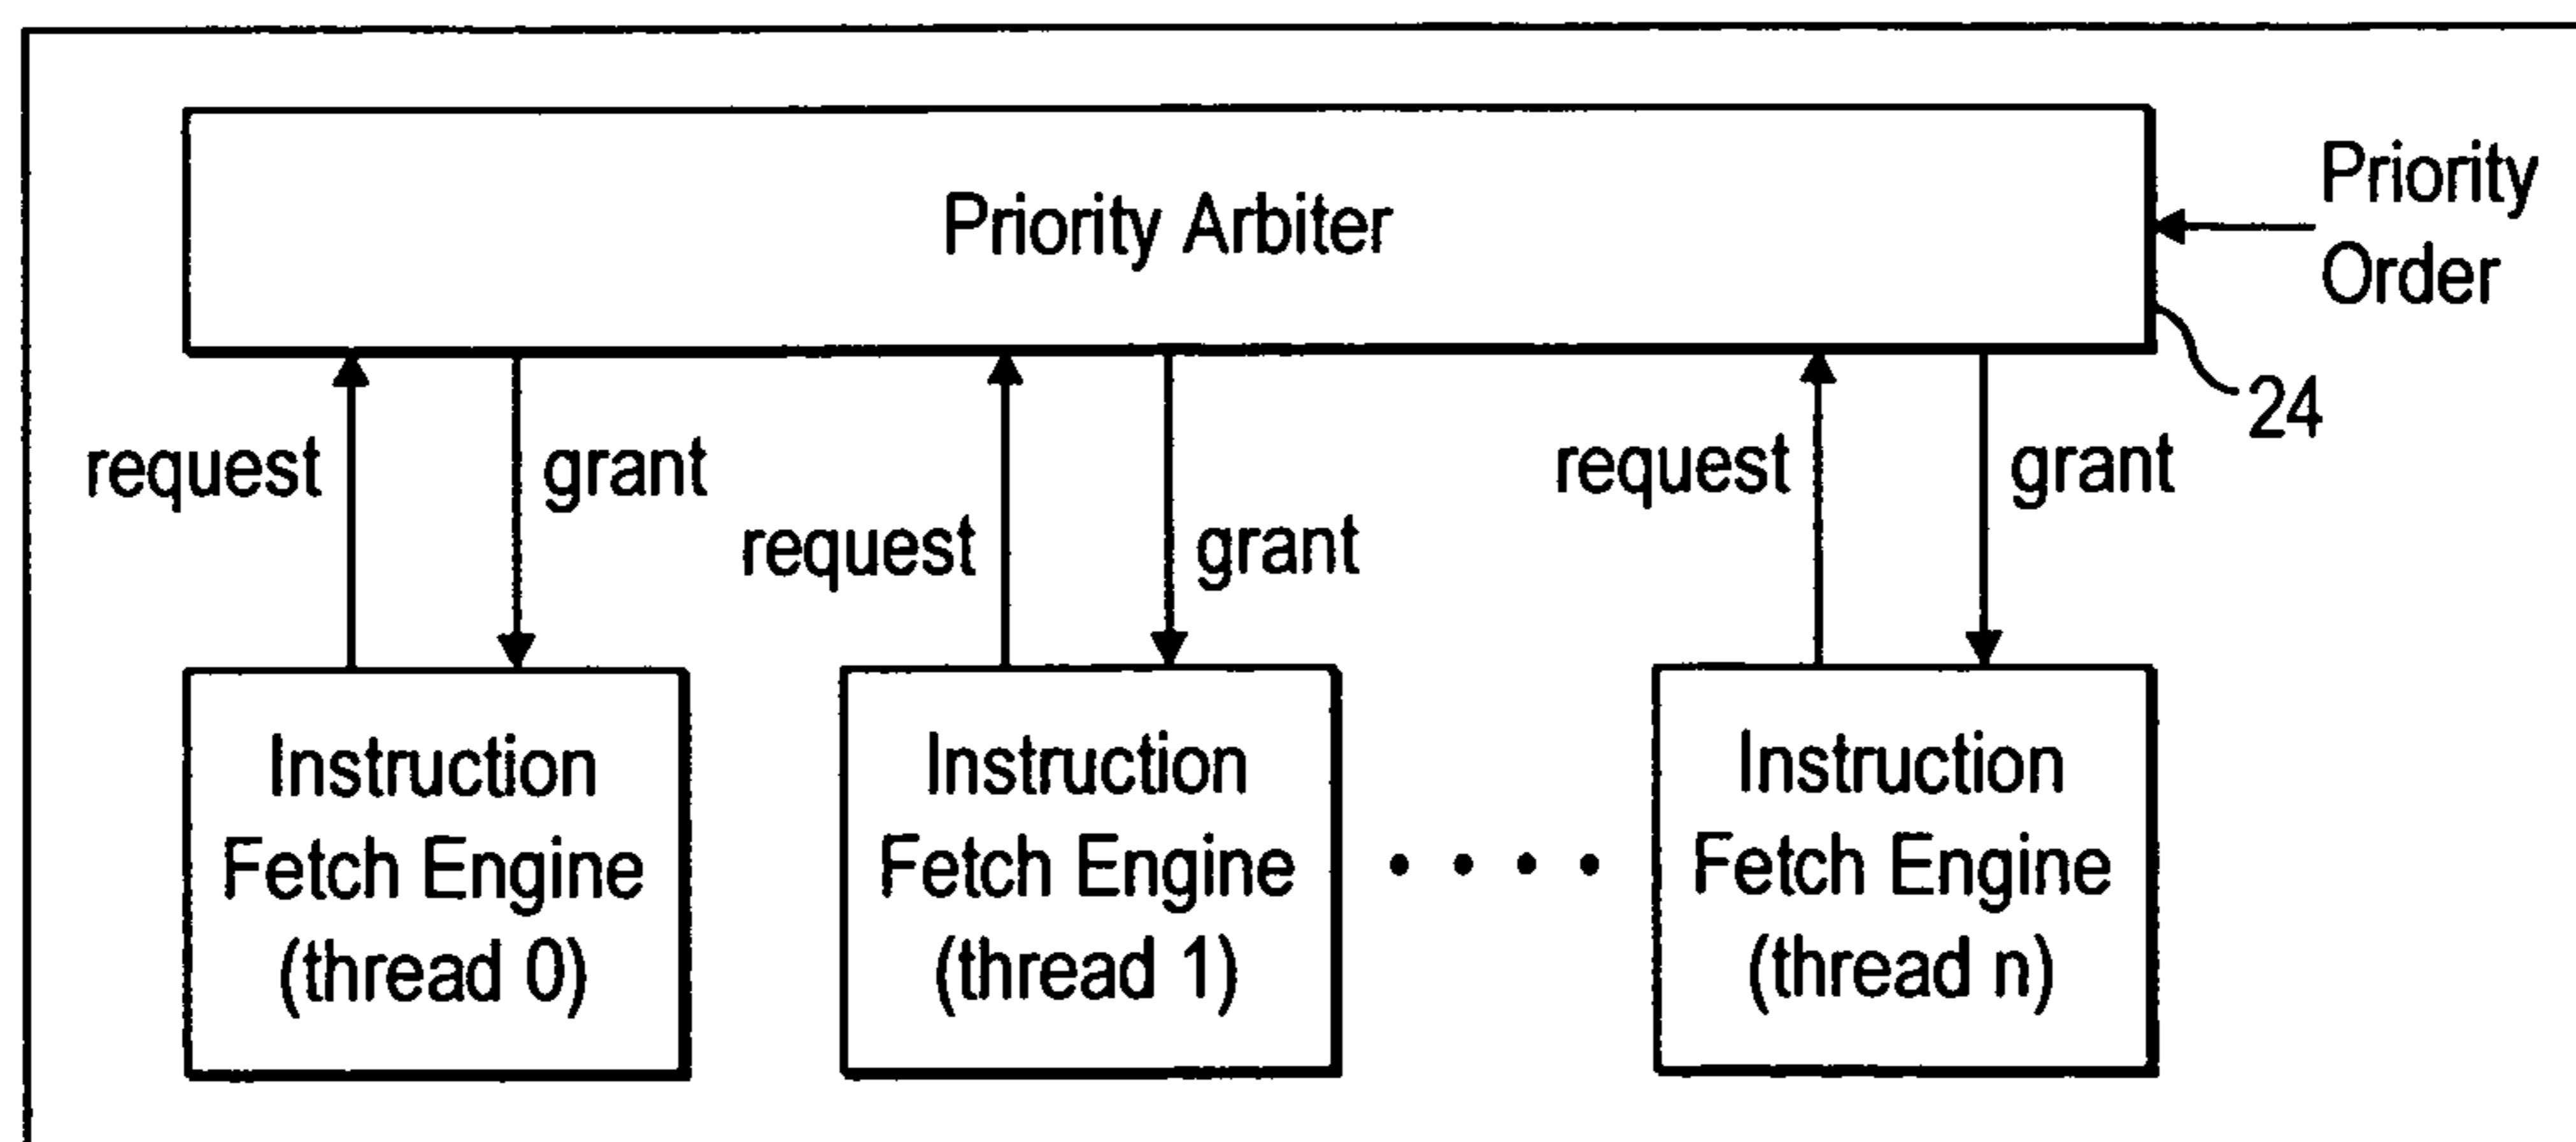 Priority Arbiter
Priority
Order
24
request
grant
request
grant
request
grant
Instruction
Fetch Engine
(thread 0)
Instruction
Fetch Engine
(thread 1)
Instruction
Fetch Engine
(thread n)